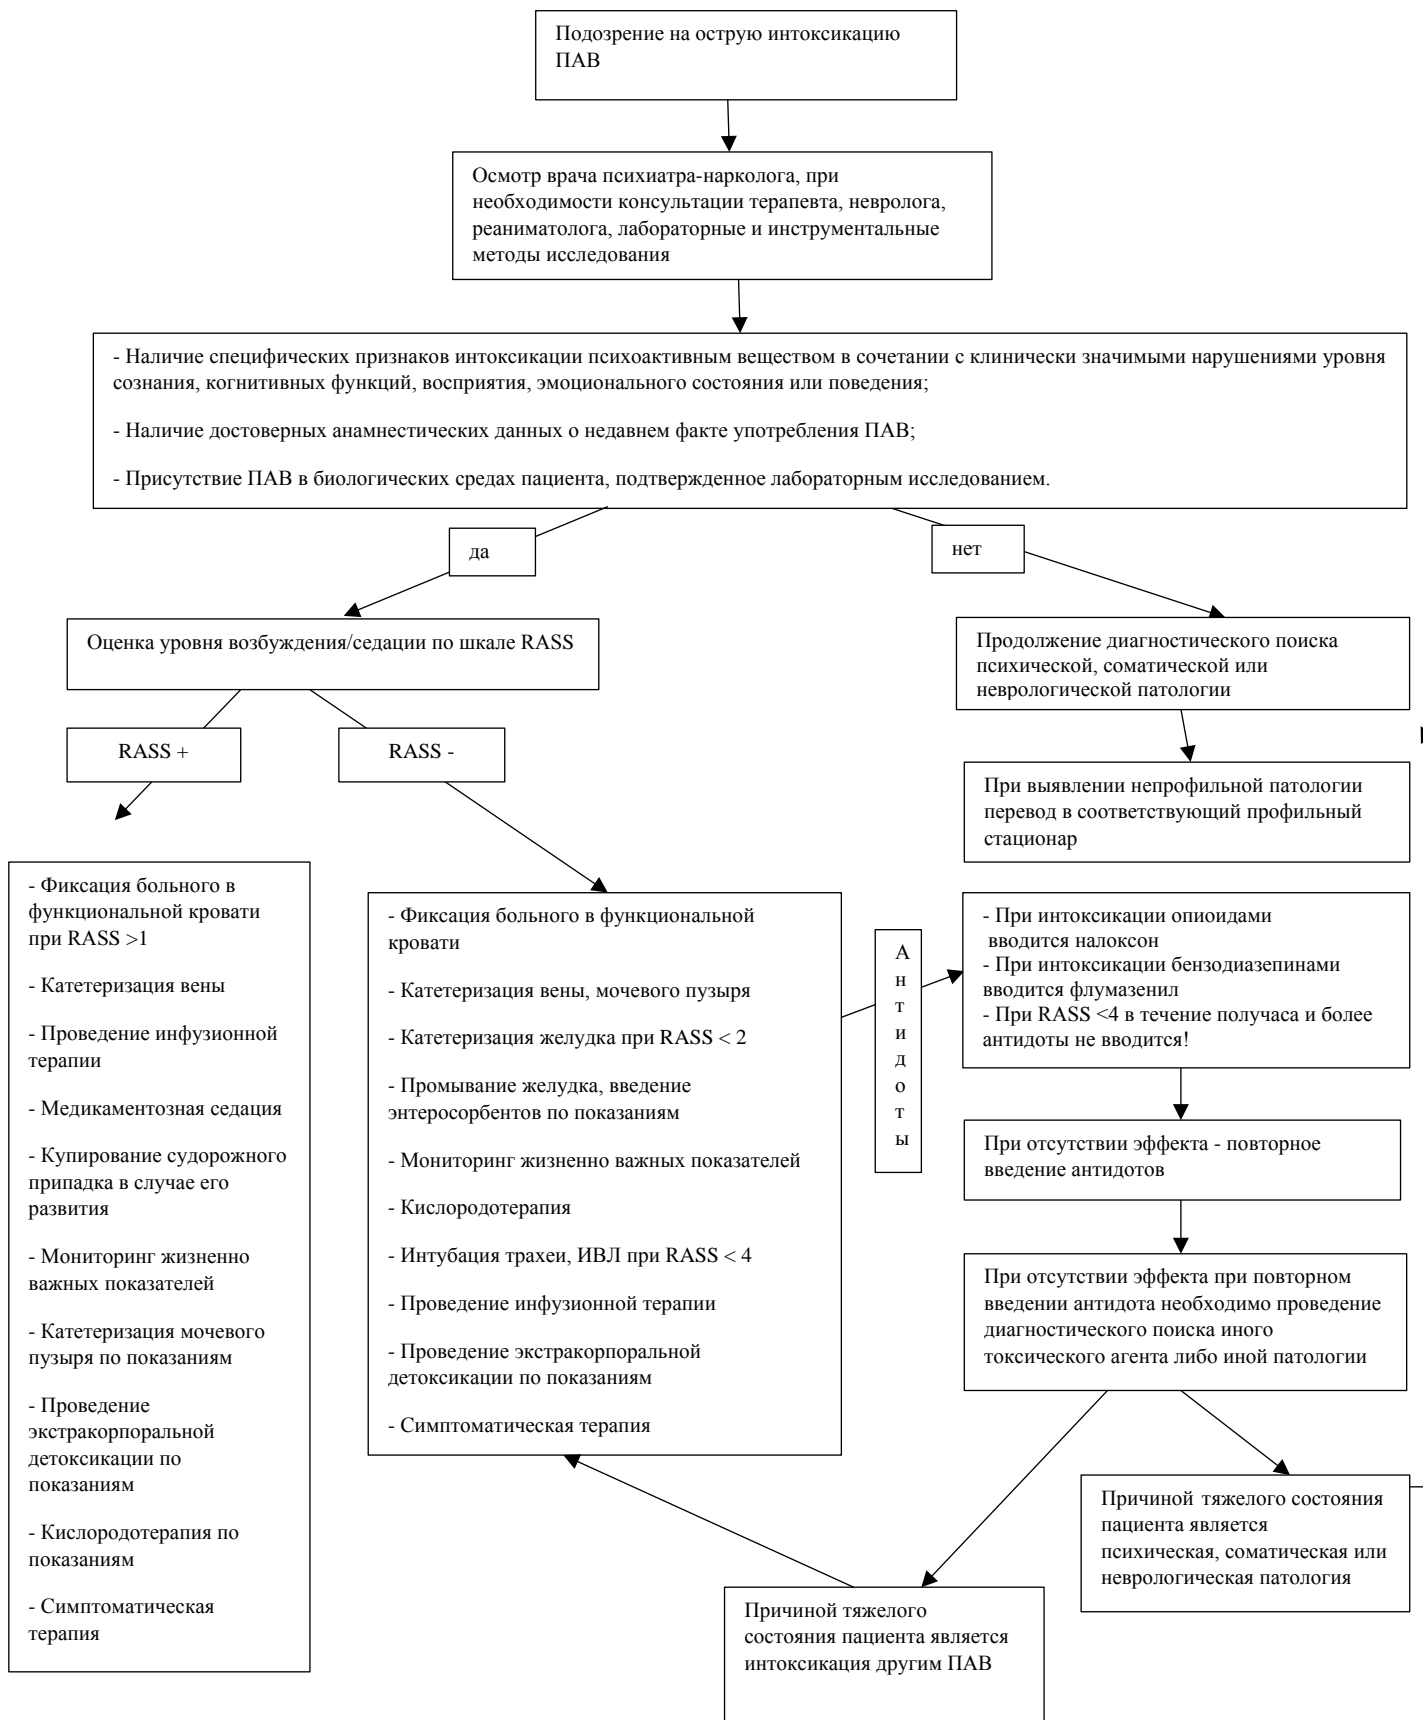 Подозрение на острую интоксикацию
ПАВ
Осмотр врача психиатра-нарколога, при
необходимости консультации терапевта, невролога,
реаниматолога, лабораторные и инструментальные
методы исследования
- Наличие специфических признаков интоксикации психоактивным веществом в сочетании с клинически значимыми нарушениями уровня
сознания, когнитивных функций, восприятия, эмоционального состояния или поведения;
- Наличие достоверных анамнестических данных о недавнем факте употребления ПАВ;
- Присутствие ПАВ в биологических средах пациента, подтвержденное лабораторным исследованием.
да
нет
Оценка уровня возбуждения/седации по шкале RASS
Продолжение диагностического поиска
психической, соматической или
неврологической патологии
RASS +
RASS -
При выявлении непрофильной патологии
перевод в соответствующий профильный
стационар
- Фиксация больного в
функциональной кровати
при RASS >1
- Катетеризация вены
- Проведение инфузионной
терапии
- Медикаментозная седация
- Купирование судорожного
припадка в случае его
развития
- Мониторинг жизненно
важных показателей
- Катетеризация мочевого
пузыря по показаниям
- Проведение
экстракорпоральной
детоксикации по
показаниям
- Кислородотерапия по
показаниям
- Симптоматическая
терапия
- Фиксация больного в функциональной
кровати
- Катетеризация вены, мочевого пузыря
- Катетеризация желудка при RASS < 2
- Промывание желудка, введение
энтеросорбентов по показаниям
- Мониторинг жизненно важных показателей
- Кислородотерапия
- Интубация трахеи, ИВЛ при RASS < 4
- Проведение инфузионной терапии
- Проведение экстракорпоральной
детоксикации по показаниям
- Симптоматическая терапия
А
н
т
и
д
о
т
ы
- При интоксикации опиоидами
вводится налоксон
- При интоксикации бензодиазепинами
вводится флумазенил
- При RASS <4 в течение получаса и более
антидоты не вводится!
При отсутствии эффекта - повторное
введение антидотов
При отсутствии эффекта при повторном
введении антидота необходимо проведение
диагностического поиска иного
токсического агента либо иной патологии
Причиной тяжелого состояния
пациента является
психическая, соматическая или
неврологическая патология
Причиной тяжелого
состояния пациента является
интоксикация другим ПАВ